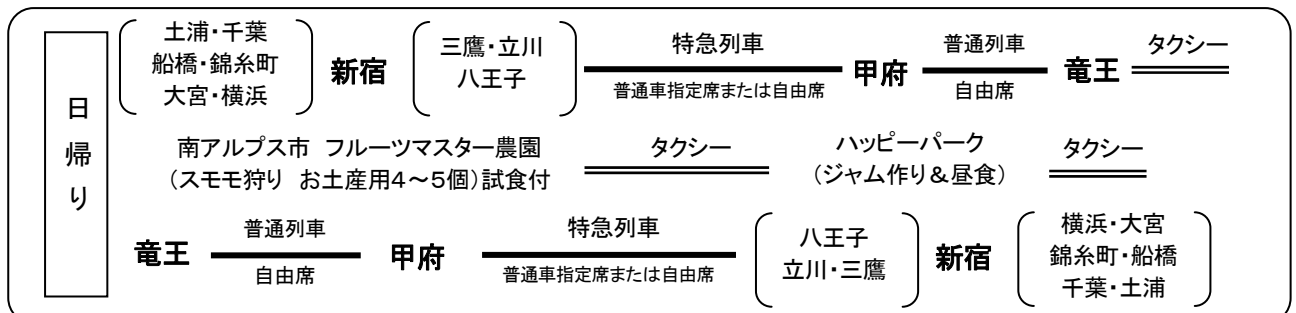 日帰り
土浦・千葉
船橋・錦糸町
大宮・横浜
新宿
三鷹・立川
八王子
特急列車
普通車指定席または自由席
甲府
普通列車
自由席
竜王
タクシー
南アルプス市 フルーツマスター農園
(スモモ狩り お土産用4~5個)試食付
タクシー
ハッピーパーク
(ジャム作り&昼食)
タクシー
竜王
普通列車
自由席
甲府
特急列車
普通車指定席または自由席
八王子
立川・三鷹
新宿
横浜・大宮
錦糸町・船橋
千葉・土浦